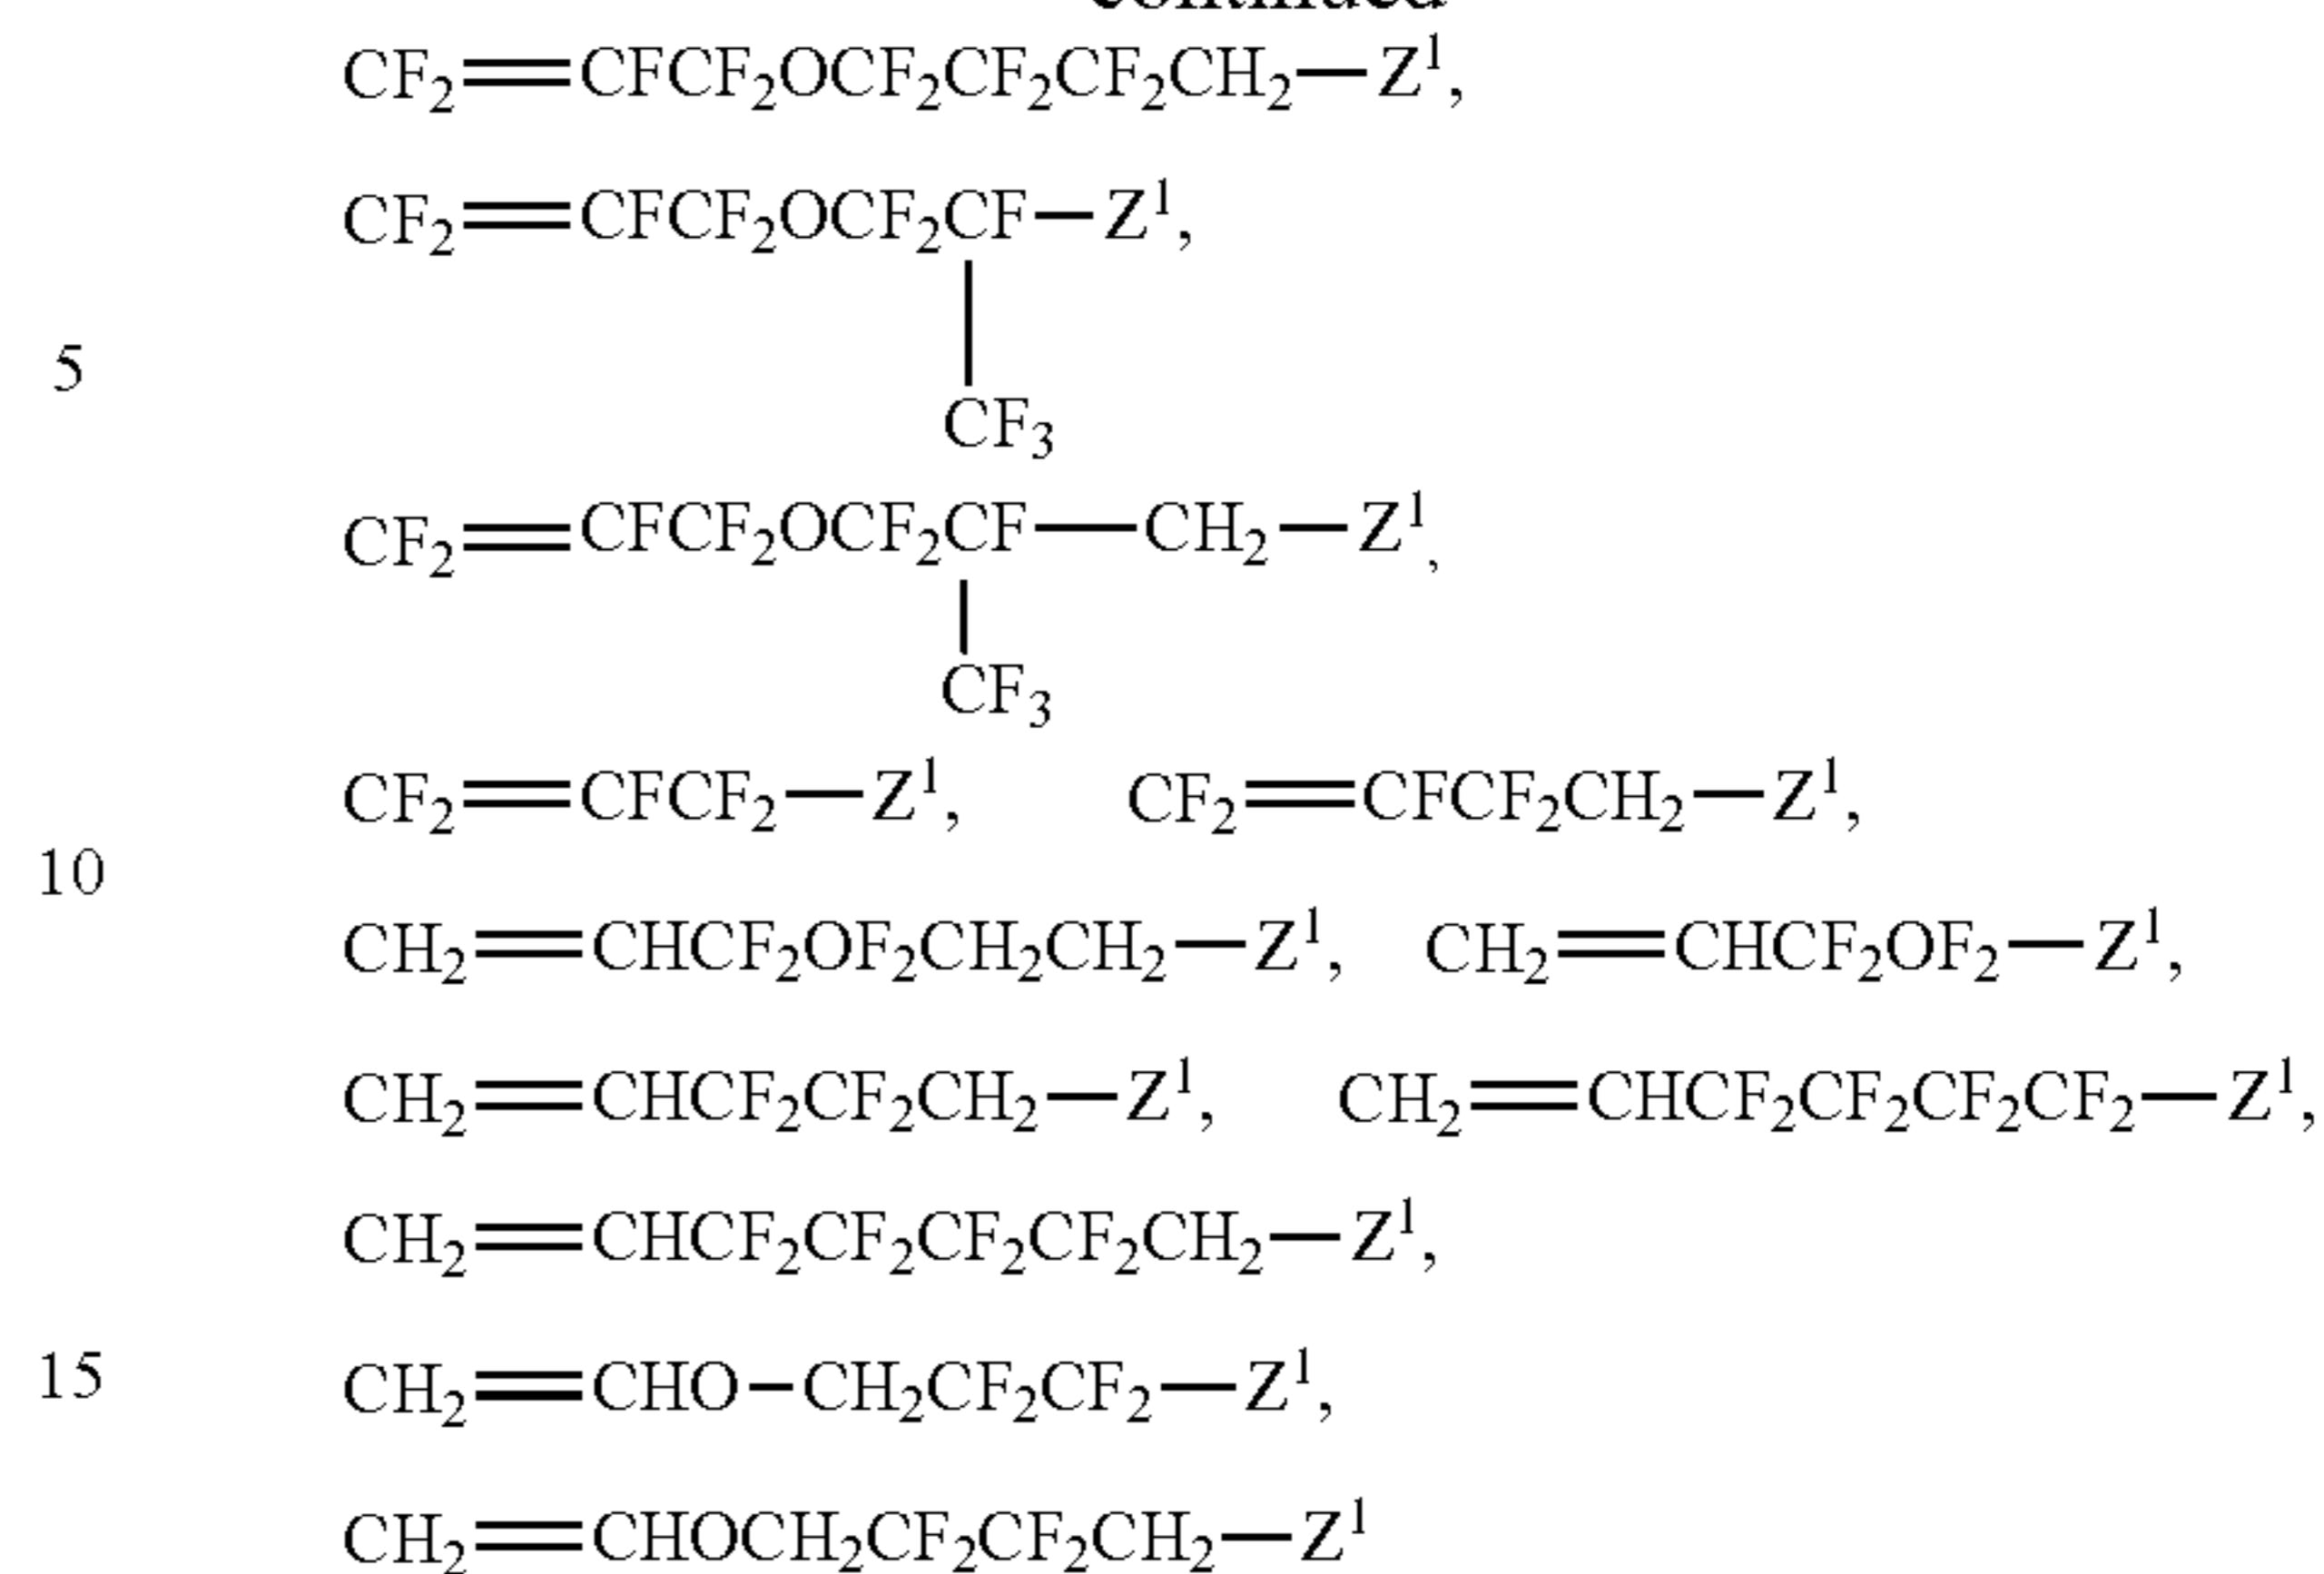 CF₂=CFCF₂OCF₂CF₂CF₂CH₂—Z¹,
CF₂=CFCF₂OCF₂CF—Z¹,
5
CF₃
CF₂=CFCF₂OCF₂CF—CH₂—Z¹,
CF₃
CF₂=CFCF₂—Z¹, CF₂=CFCF₂CH₂—Z¹,
10
CH₂=CHCF₂OF₂CH₂CH₂—Z¹, CH₂=CHCF₂OF₂—Z¹,
CH₂=CHCF₂CF₂CH₂—Z¹, CH₂=CHCF₂CF₂CF₂CF₂—Z¹,
CH₂=CHCF₂CF₂CF₂CF₂CH₂—Z¹,
15 CH₂=CHO—CH₂CF₂CF₂—Z¹,
CH₂=CHOCH₂CF₂CF₂CH₂—Z¹